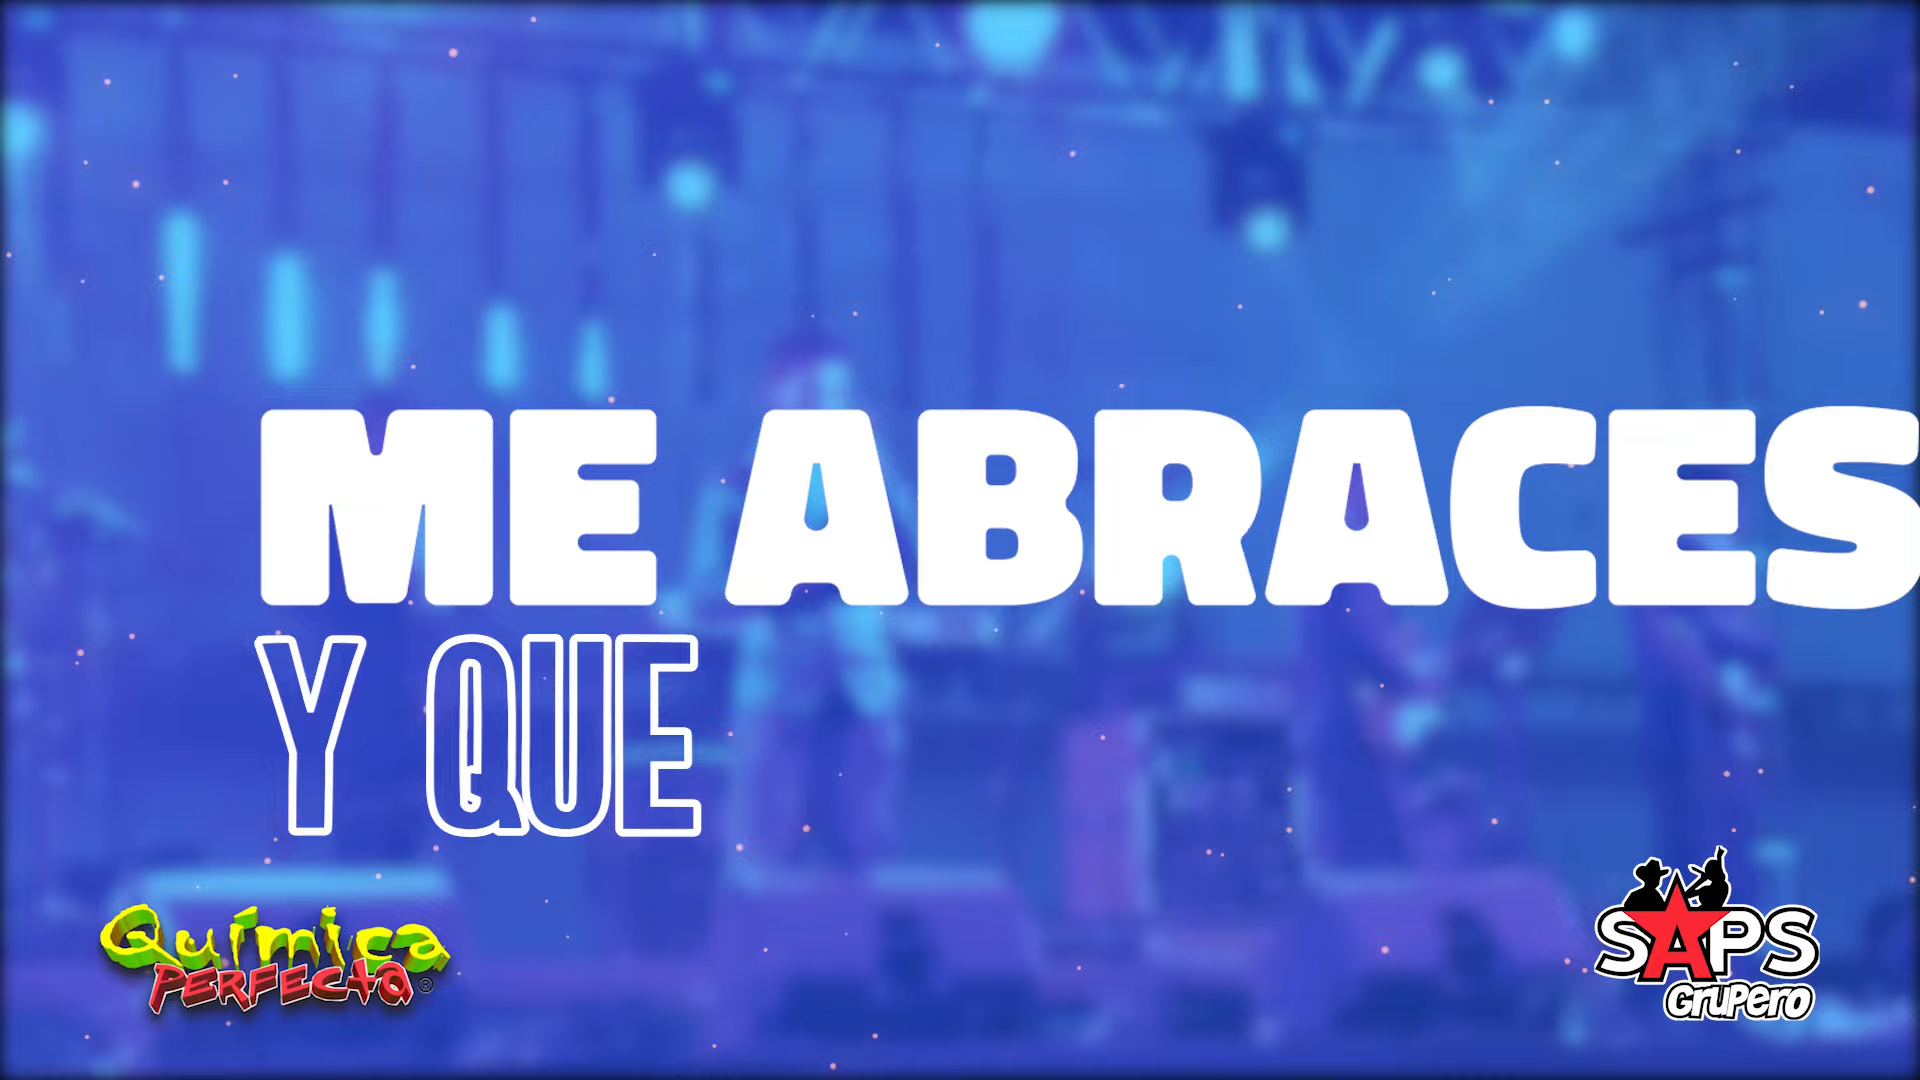 ME ABRACES
Y QUE
Química
PERFECTA®
SAPS
GRUPERO